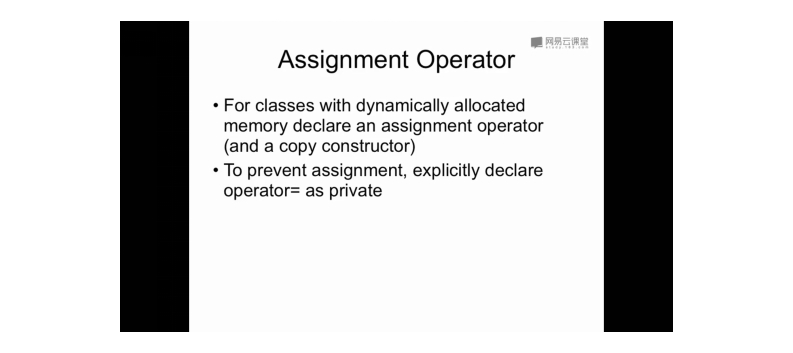 网易云课堂
Assignment Operator
• For classes with dynamically allocated
memory declare an assignment operator
(and a copy constructor)
• To prevent assignment, explicitly declare
operator= as private